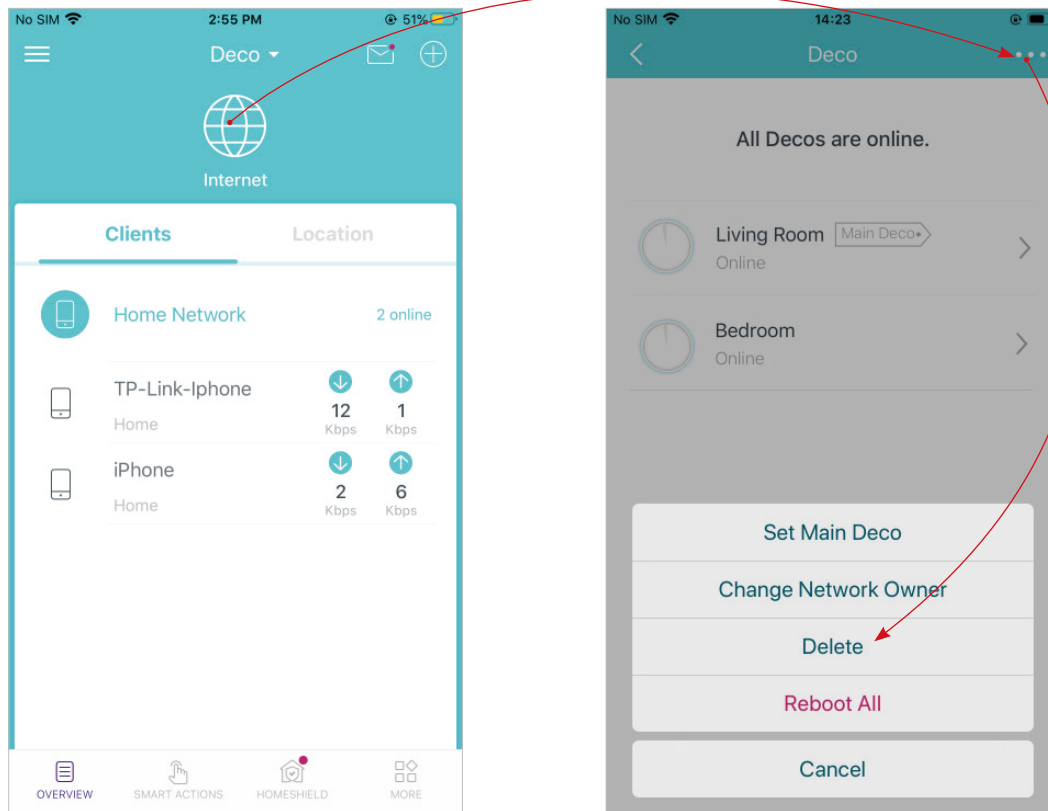 No SIM 2:55 PM 51%
Deco
Internet
Clients Location
Home Network 2 online
TP-Link-Iphone 12 1
Home Kbps Kbps
iPhone 2 6
Home Kbps Kbps
OVERVIEW SMART ACTIONS HOMESHIELD MORE
No SIM 14:23
Deco
All Decos are online.
Living Room Main Deco
Online
Bedroom
Online
Set Main Deco
Change Network Owner
Delete
Reboot All
Cancel